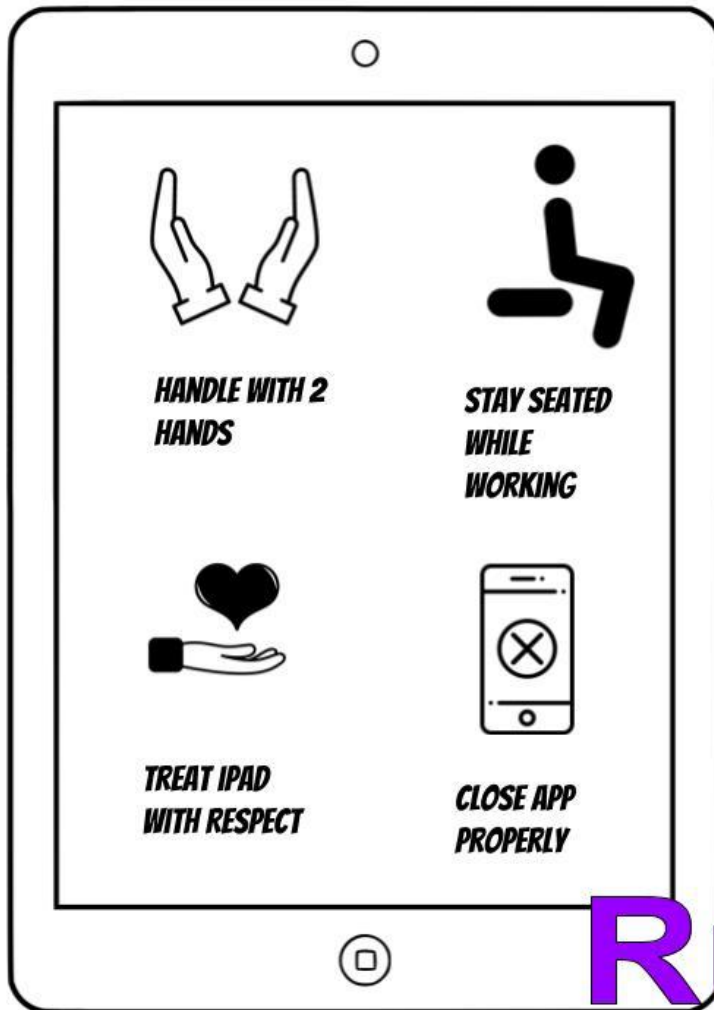 HANDLE WITH 2
HANDS
STAY SEATED
WHILE
WORKING
TREAT IPAD
WITH RESPECT
CLOSE APP
PROPERLY
R